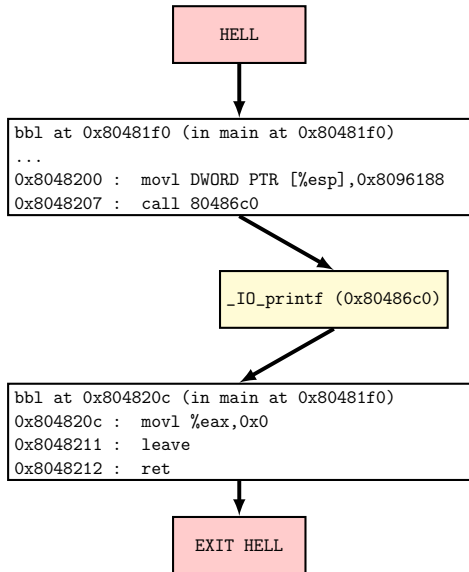 HELL
bbl at 0x80481f0 (in main at 0x80481f0)
...
0x8048200 :  movl DWORD PTR [%esp],0x8096188
0x8048207 :  call 80486c0
_IO_printf (0x80486c0)
bbl at 0x804820c (in main at 0x80481f0)
0x804820c :  movl %eax,0x0
0x8048211 :  leave
0x8048212 :  ret
EXIT HELL